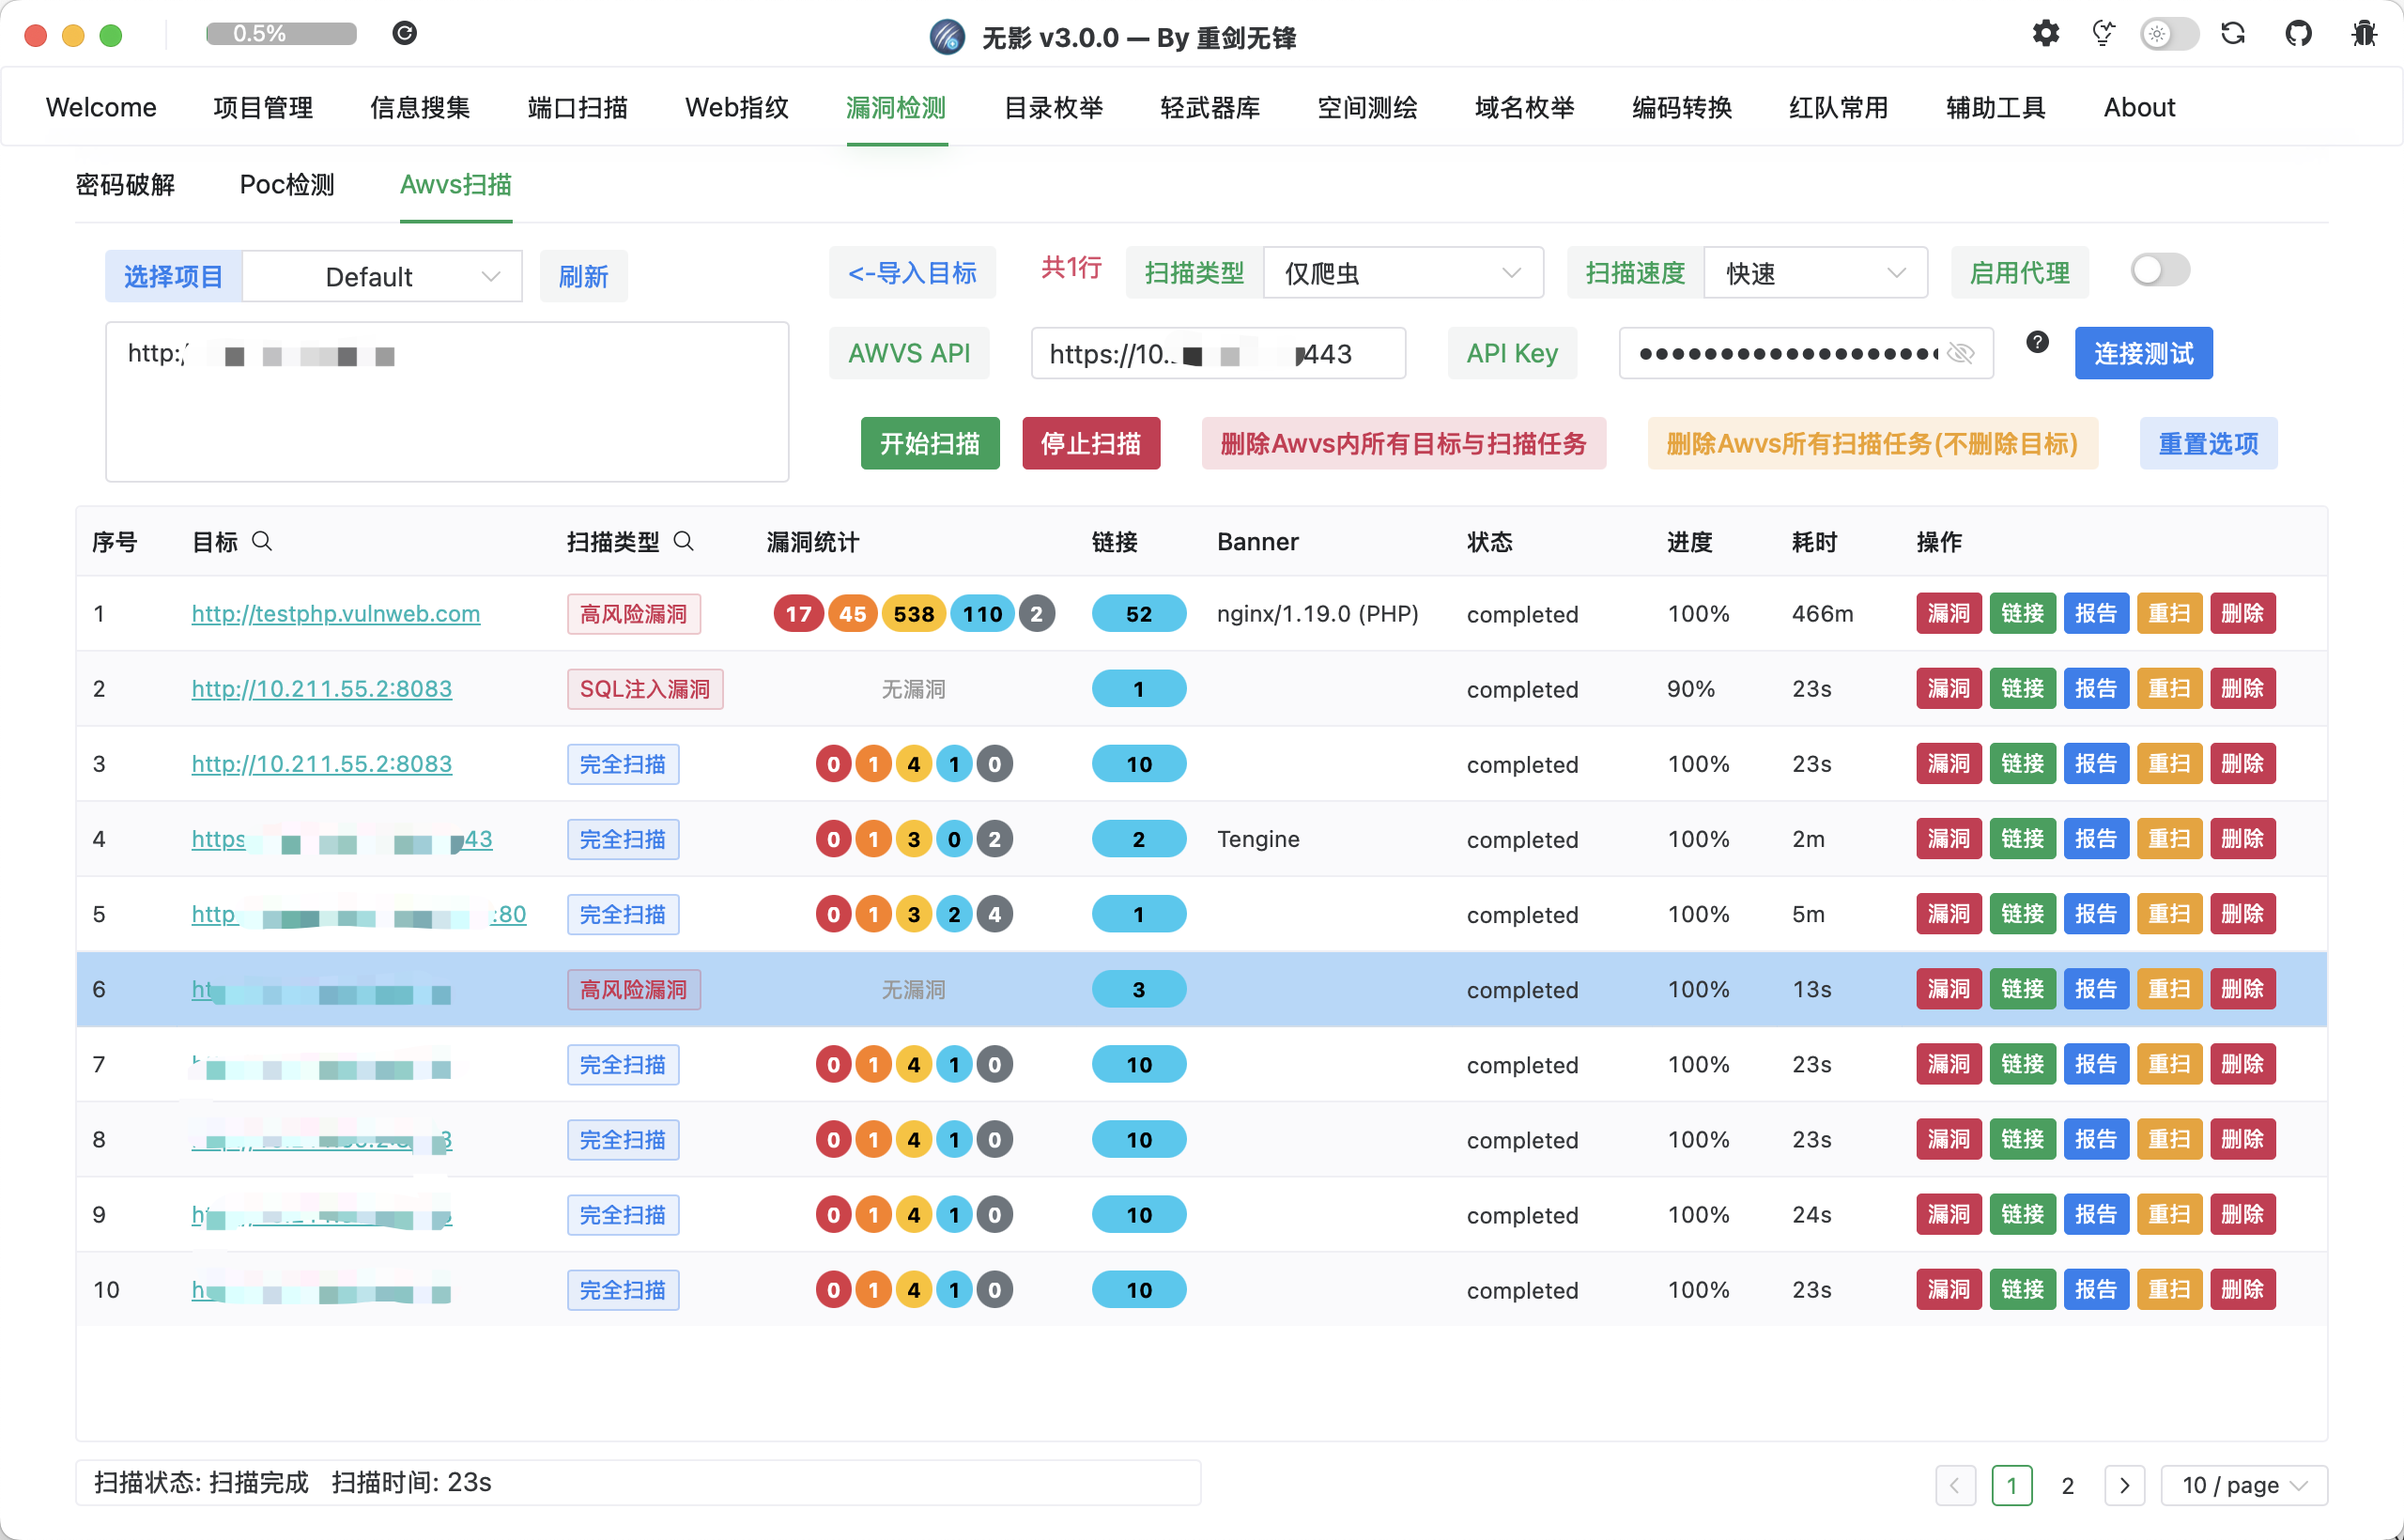 0.5%
无影 v3.0.0 — By 重剑无锋
Welcome 项目管理 信息搜集 端口扫描 Web指纹 漏洞检测 目录枚举 轻武器库 空间测绘 域名枚举 编码转换 红队常用 辅助工具 About
密码破解 Poc检测 Awvs扫描
选择项目 Default 刷新 <-导入目标 共1行 扫描类型 仅爬虫 扫描速度 快速 启用代理
http:/
AWVS API https://10. 443 API Key 连接测试
开始扫描 停止扫描 删除Awvs内所有目标与扫描任务 删除Awvs所有扫描任务(不删除目标) 重置选项
序号 目标 扫描类型 漏洞统计 链接 Banner 状态 进度 耗时 操作
1 http://testphp.vulnweb.com 高风险漏洞 17 45 538 110 2 52 nginx/1.19.0 (PHP) completed 100% 466m 漏洞 链接 报告 重扫 删除
2 http://10.211.55.2:8083 SQL注入漏洞 无漏洞 1 completed 90% 23s 漏洞 链接 报告 重扫 删除
3 http://10.211.55.2:8083 完全扫描 0 1 4 1 0 10 completed 100% 23s 漏洞 链接 报告 重扫 删除
4 https 43 完全扫描 0 1 3 0 2 2 Tengine completed 100% 2m 漏洞 链接 报告 重扫 删除
5 http :80 完全扫描 0 1 3 2 4 1 completed 100% 5m 漏洞 链接 报告 重扫 删除
6 ht 高风险漏洞 无漏洞 3 completed 100% 13s 漏洞 链接 报告 重扫 删除
7 完全扫描 0 1 4 1 0 10 completed 100% 23s 漏洞 链接 报告 重扫 删除
8 完全扫描 0 1 4 1 0 10 completed 100% 23s 漏洞 链接 报告 重扫 删除
9 完全扫描 0 1 4 1 0 10 completed 100% 24s 漏洞 链接 报告 重扫 删除
10 完全扫描 0 1 4 1 0 10 completed 100% 23s 漏洞 链接 报告 重扫 删除
扫描状态: 扫描完成 扫描时间: 23s
1 2 10 / page